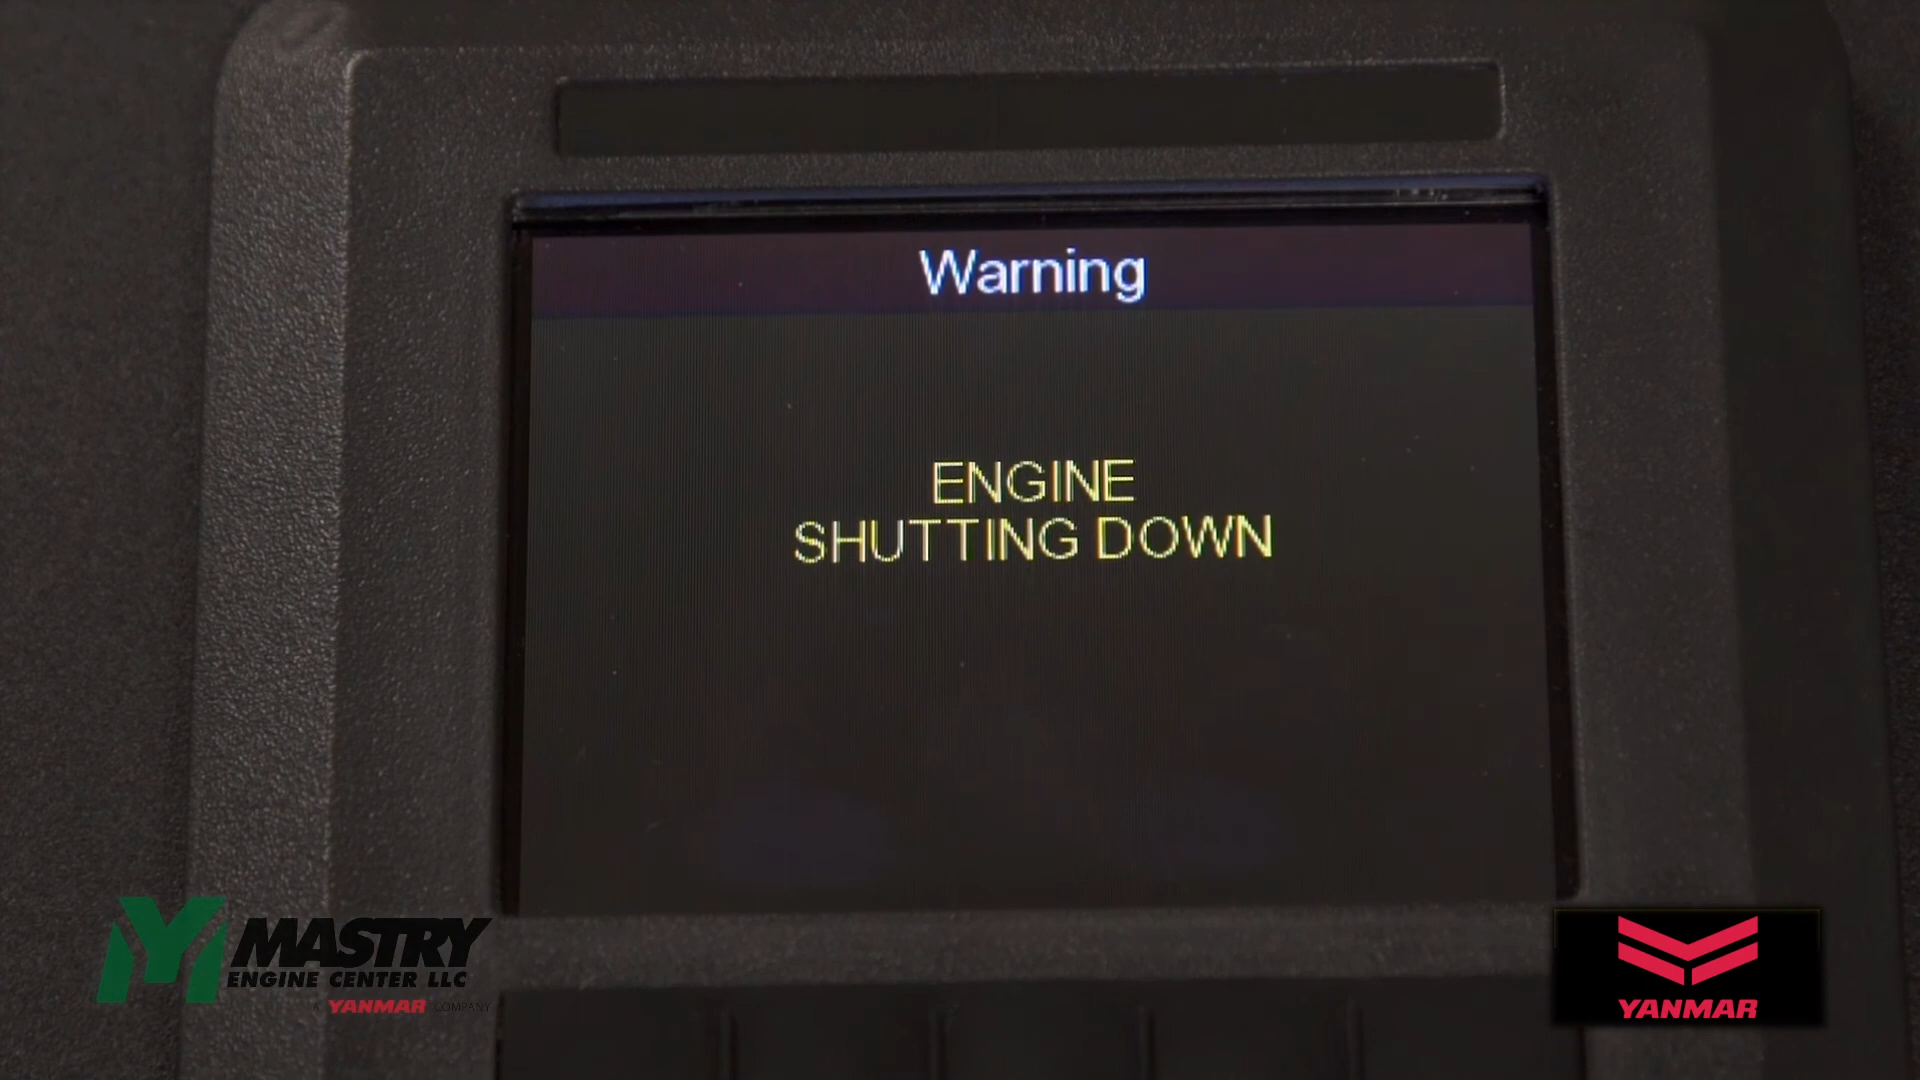 Warning
ENGINE
SHUTTING DOWN
MASTRY
ENGINE CENTER LLC
A YANMAR COMPANY
YANMAR